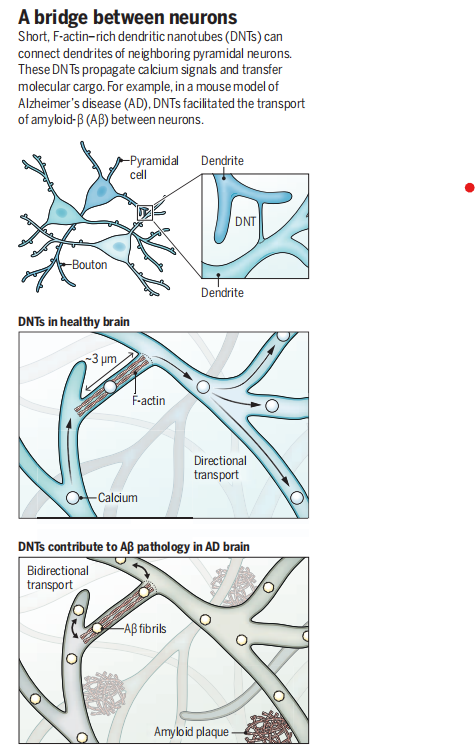 A bridge between neurons
Short, F-actin–rich dendritic nanotubes (DNTs) can
connect dendrites of neighboring pyramidal neurons.
These DNTs propagate calcium signals and transfer
molecular cargo. For example, in a mouse model of
Alzheimer's disease (AD), DNTs facilitated the transport
of amyloid-β (Aβ) between neurons.
Pyramidal
cell
Dendrite
DNT
Bouton
Dendrite
DNTs in healthy brain
~3 μm
F-actin
Directional
transport
Calcium
DNTs contribute to Aβ pathology in AD brain
Bidirectional
transport
Aβ fibrils
Amyloid plaque